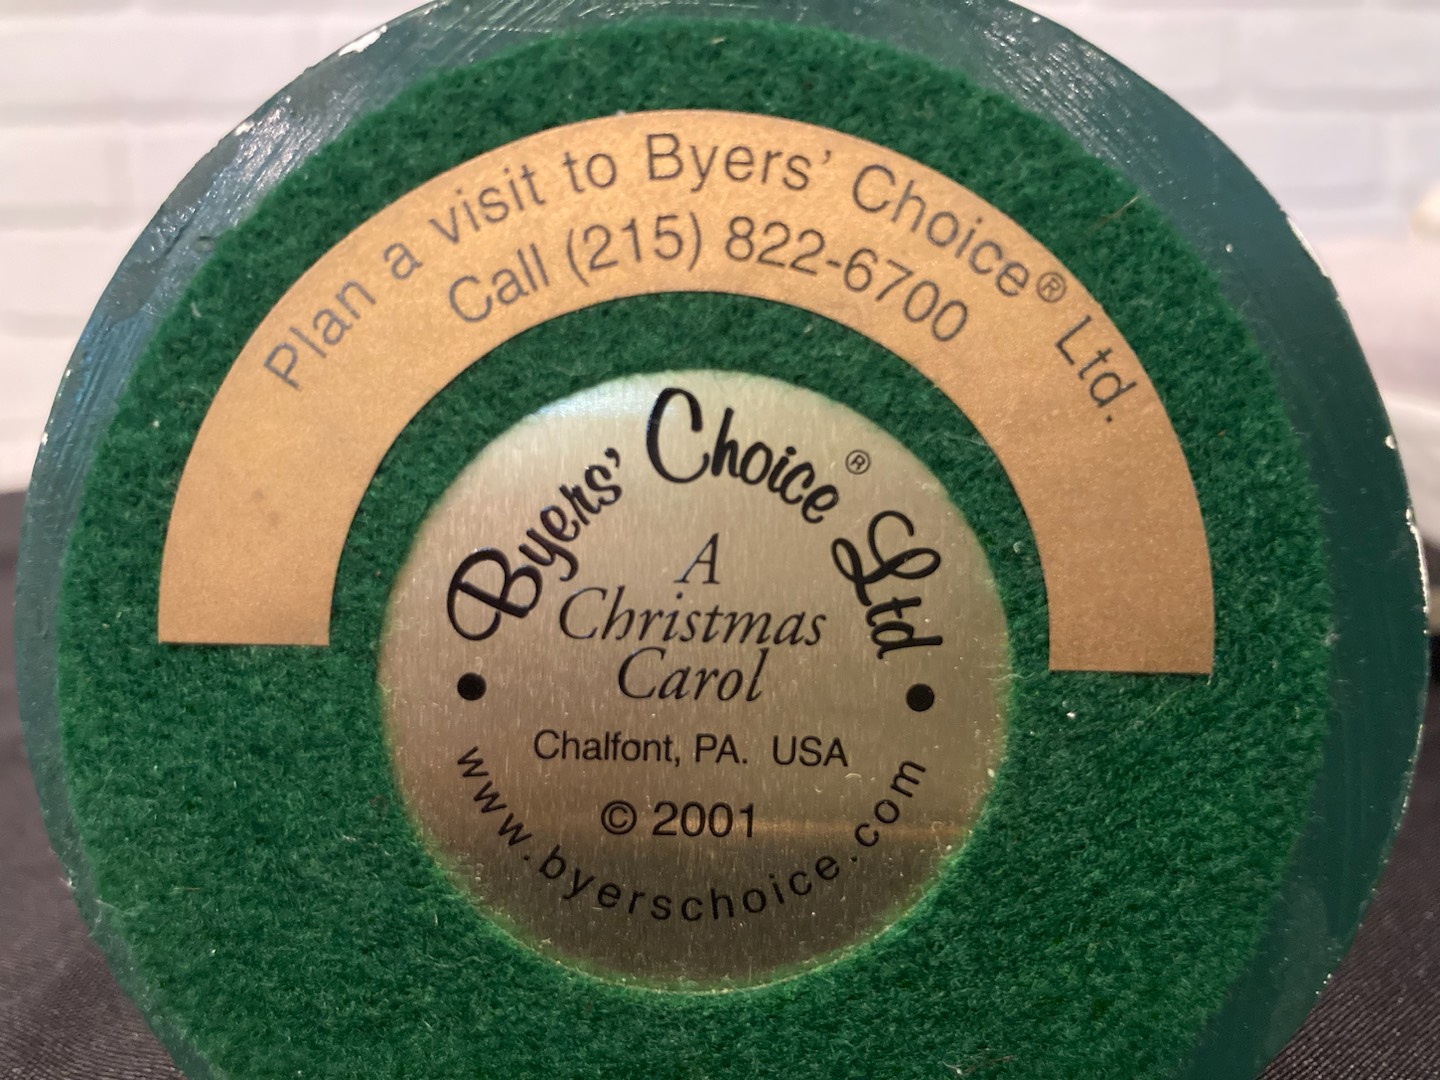 Plan a visit to Byers' Choice® Ltd.
Call (215) 822-6700
Byers' Choice® Ltd
A
Christmas
Carol
Chalfont, PA. USA
© 2001
www.byerschoice.com